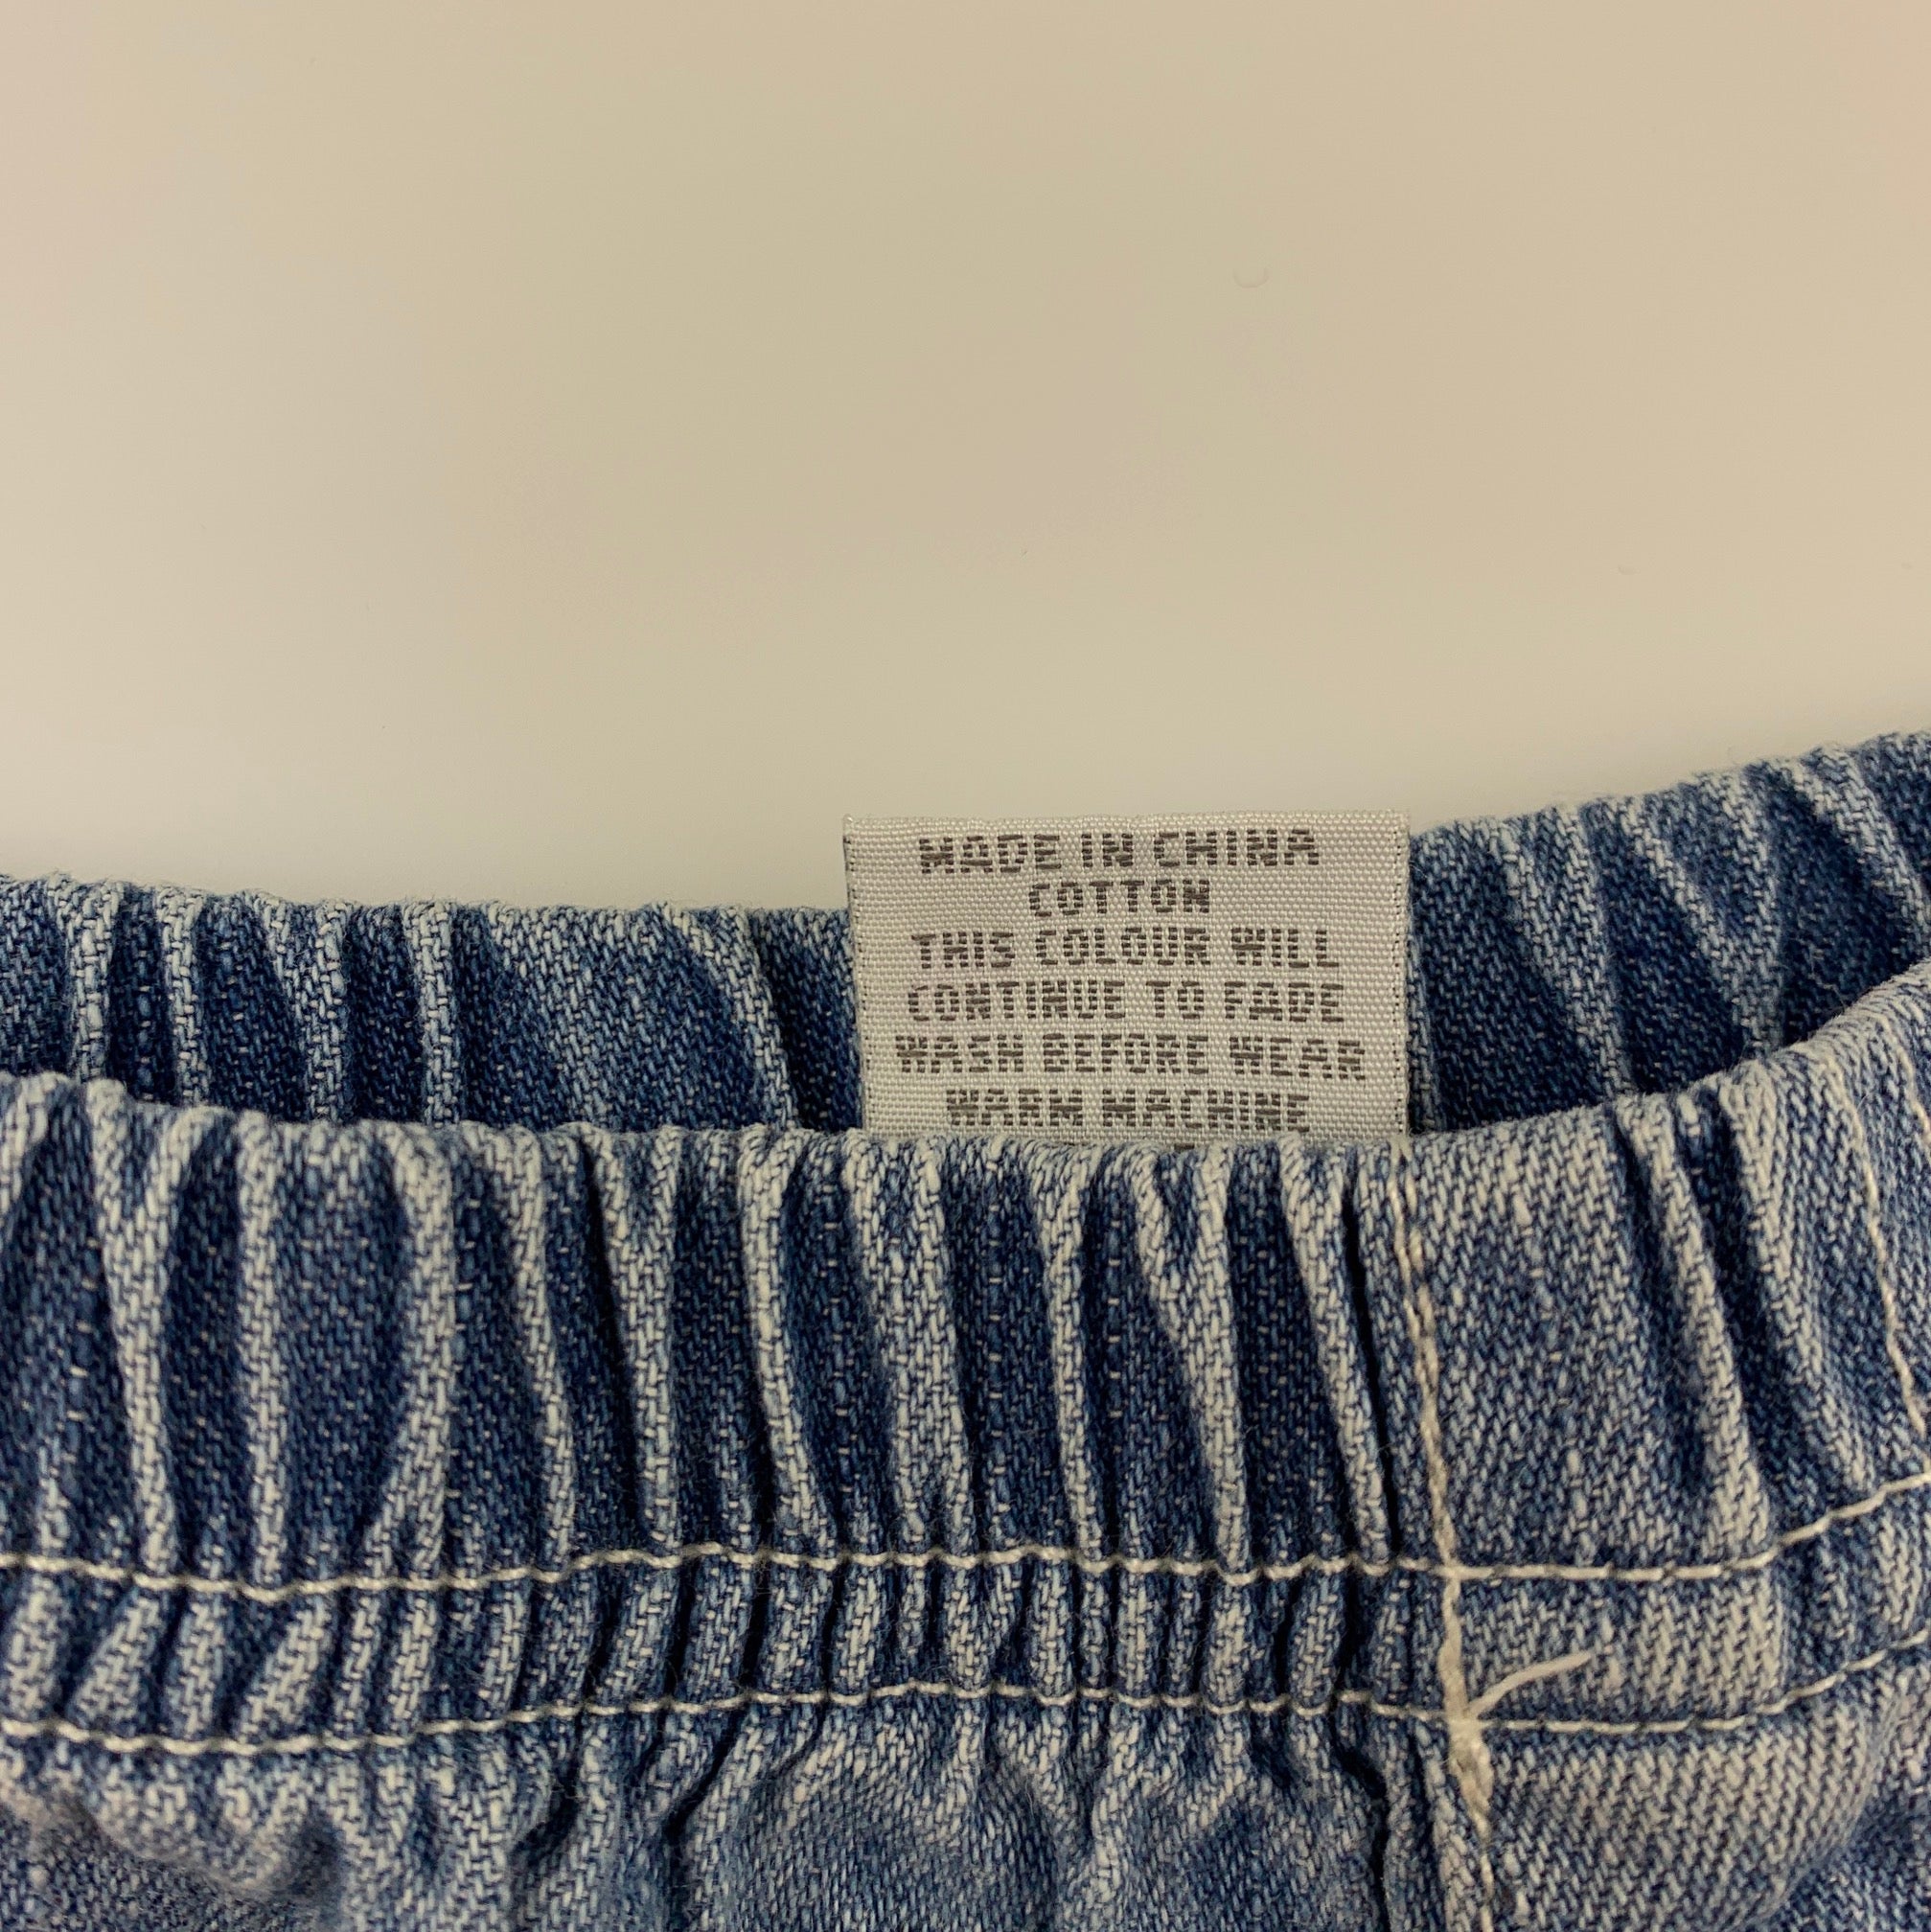 MADE IN CHINA
COTTON
THIS COLOUR WILL
CONTINUE TO FADE
WASH BEFORE WEAR
WARM MACHINE